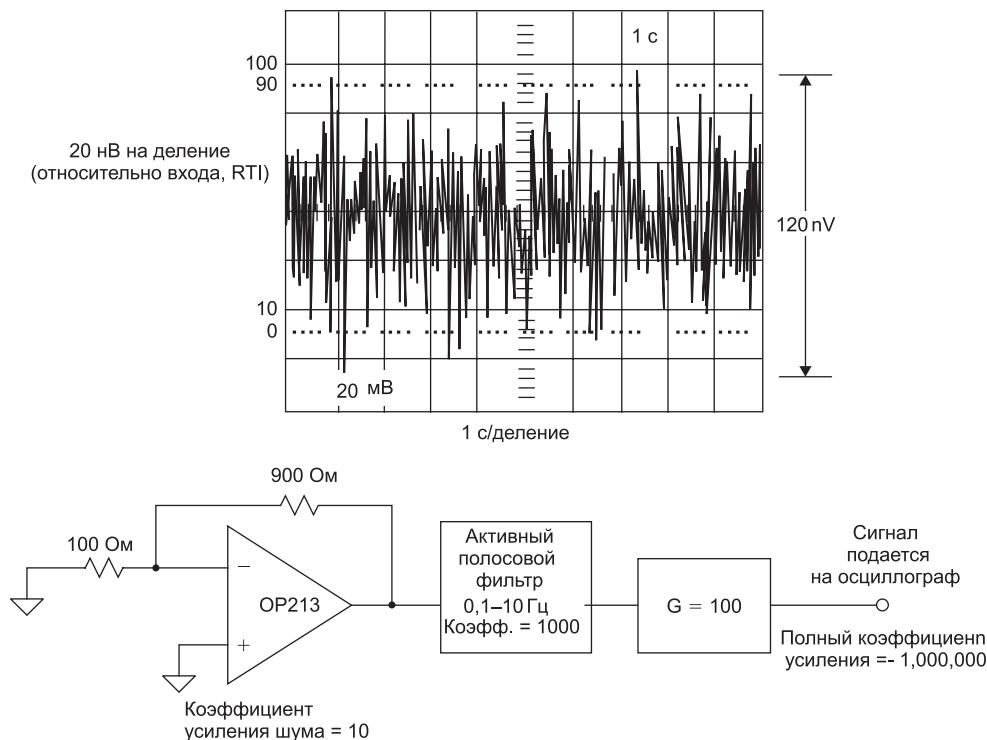 1 с
100
90
20 нВ на деление
(относительно входа, RTI)
120 nV
10
0
20 мВ
1 с/деление
900 Ом
100 Ом
−
OP213
+
Коэффициент
усиления шума = 10
Активный
полосовой
фильтр
0,1–10 Гц
Коэфф. = 1000
G = 100
Сигнал
подается
на осциллограф
Полный коэффициенn
усиления =- 1,000,000